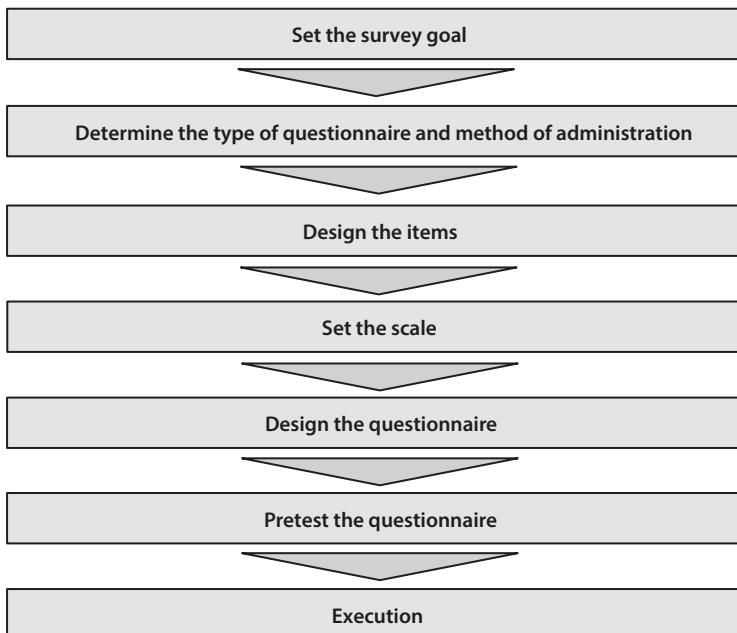 Set the survey goal
Determine the type of questionnaire and method of administration
Design the items
Set the scale
Design the questionnaire
Pretest the questionnaire
Execution